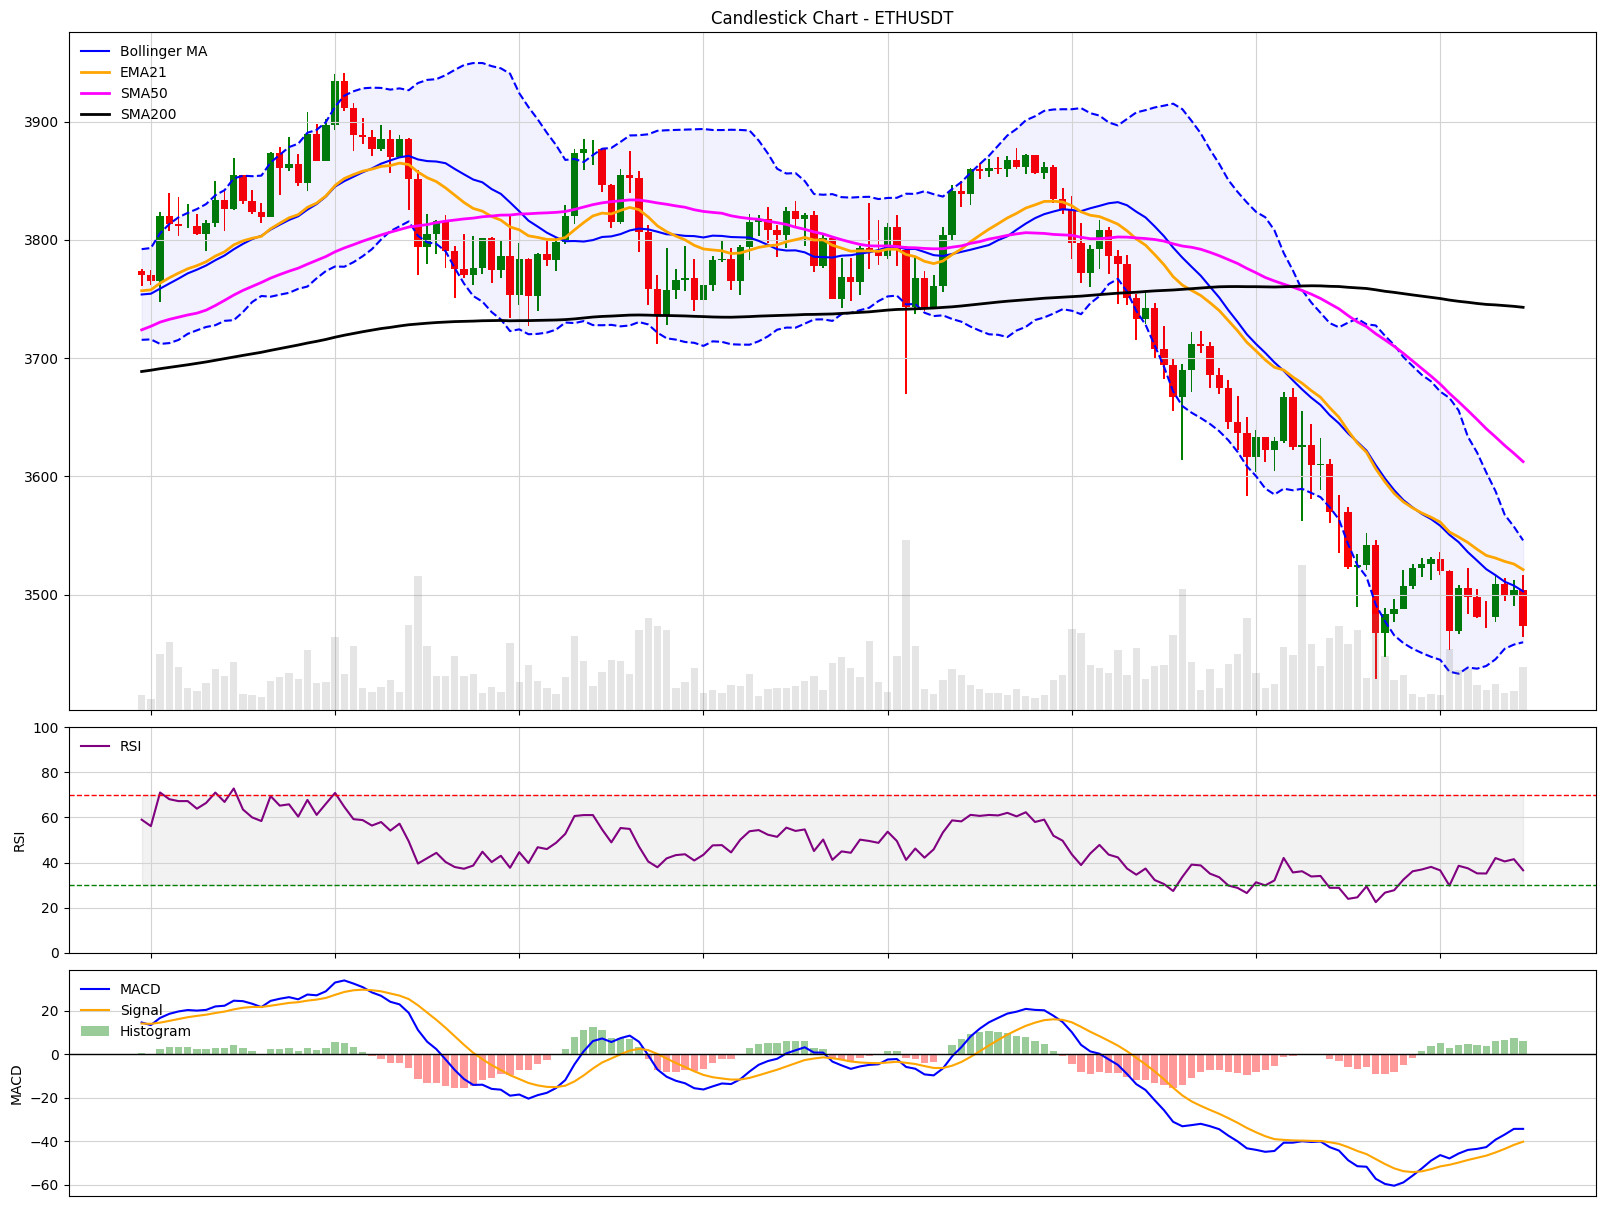 Candlestick Chart - ETHUSDT
Bollinger MA
EMA21
SMA50
SMA200
3900
3800
3700
3600
3500
100
80
60
40
20
0
RSI
RSI
MACD
Signal
Histogram
20
0
−20
−40
−60
MACD